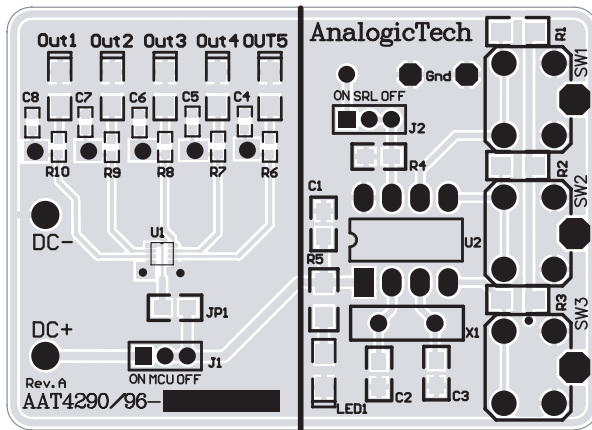 Out1 Out2 Out3 Out4 OUT5
C8 C7 C6 C5 C4
R10 R9 R8 R7 R6
DC-
U1
JP1
DC+
J1
ON MCU OFF
Rev.A
AAT4290/96-
AnalogicTech
R1
SW1
Gnd
ON SRL OFF
J2
R4
R2
C1
SW2
U2
R5
R3
SW3
X1
C2 C3
LED1